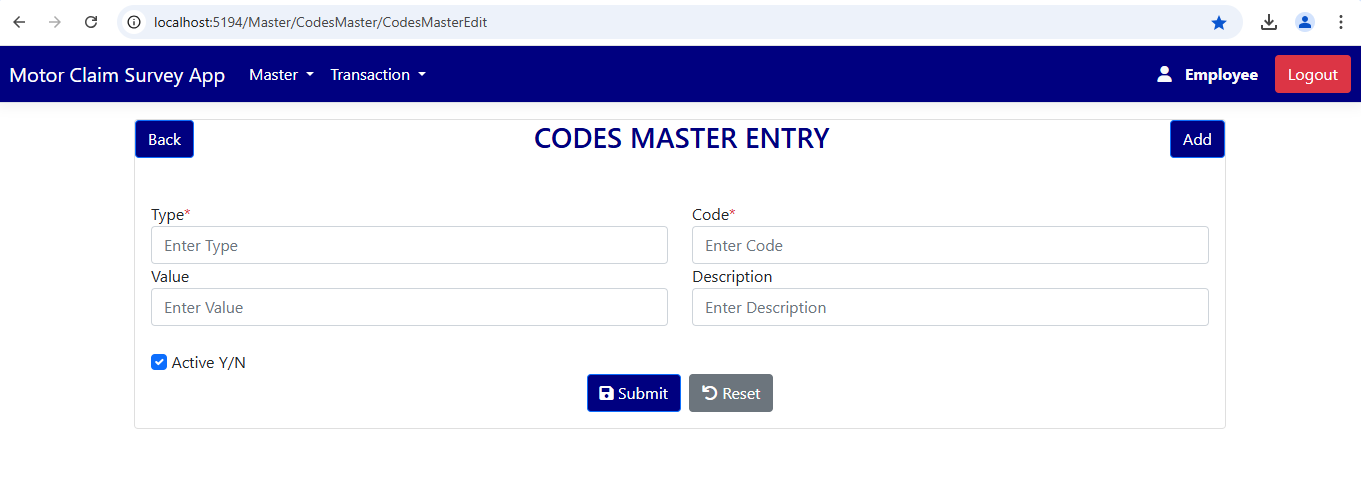 localhost:5194/Master/CodesMaster/CodesMasterEdit
Motor Claim Survey App Master Transaction Employee Logout
Back CODES MASTER ENTRY Add
Type* Code*
Enter Type Enter Code
Value Description
Enter Value Enter Description
Active Y/N
Submit Reset